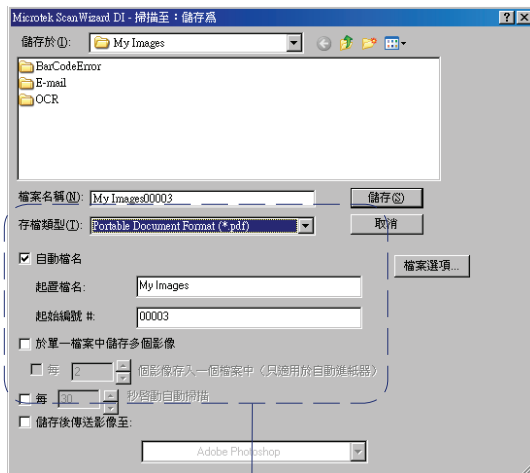 Microtek ScanWizard DI - 掃描至：儲存為
儲存於(I): My Images
BarCodeError
E-mail
OCR
檔案名稱(N): My Images00003 儲存(S)
存檔類型(T): Portable Document Format (*.pdf) 取消
自動檔名 檔案選項...
起置檔名: My Images
起始編號 #: 00003
於單一檔案中儲存多個影像
每 2 個影像存入一個檔案中（只適用於自動進紙器）
每 30 秒啟動自動掃描
儲存後傳送影像至:
Adobe Photoshop